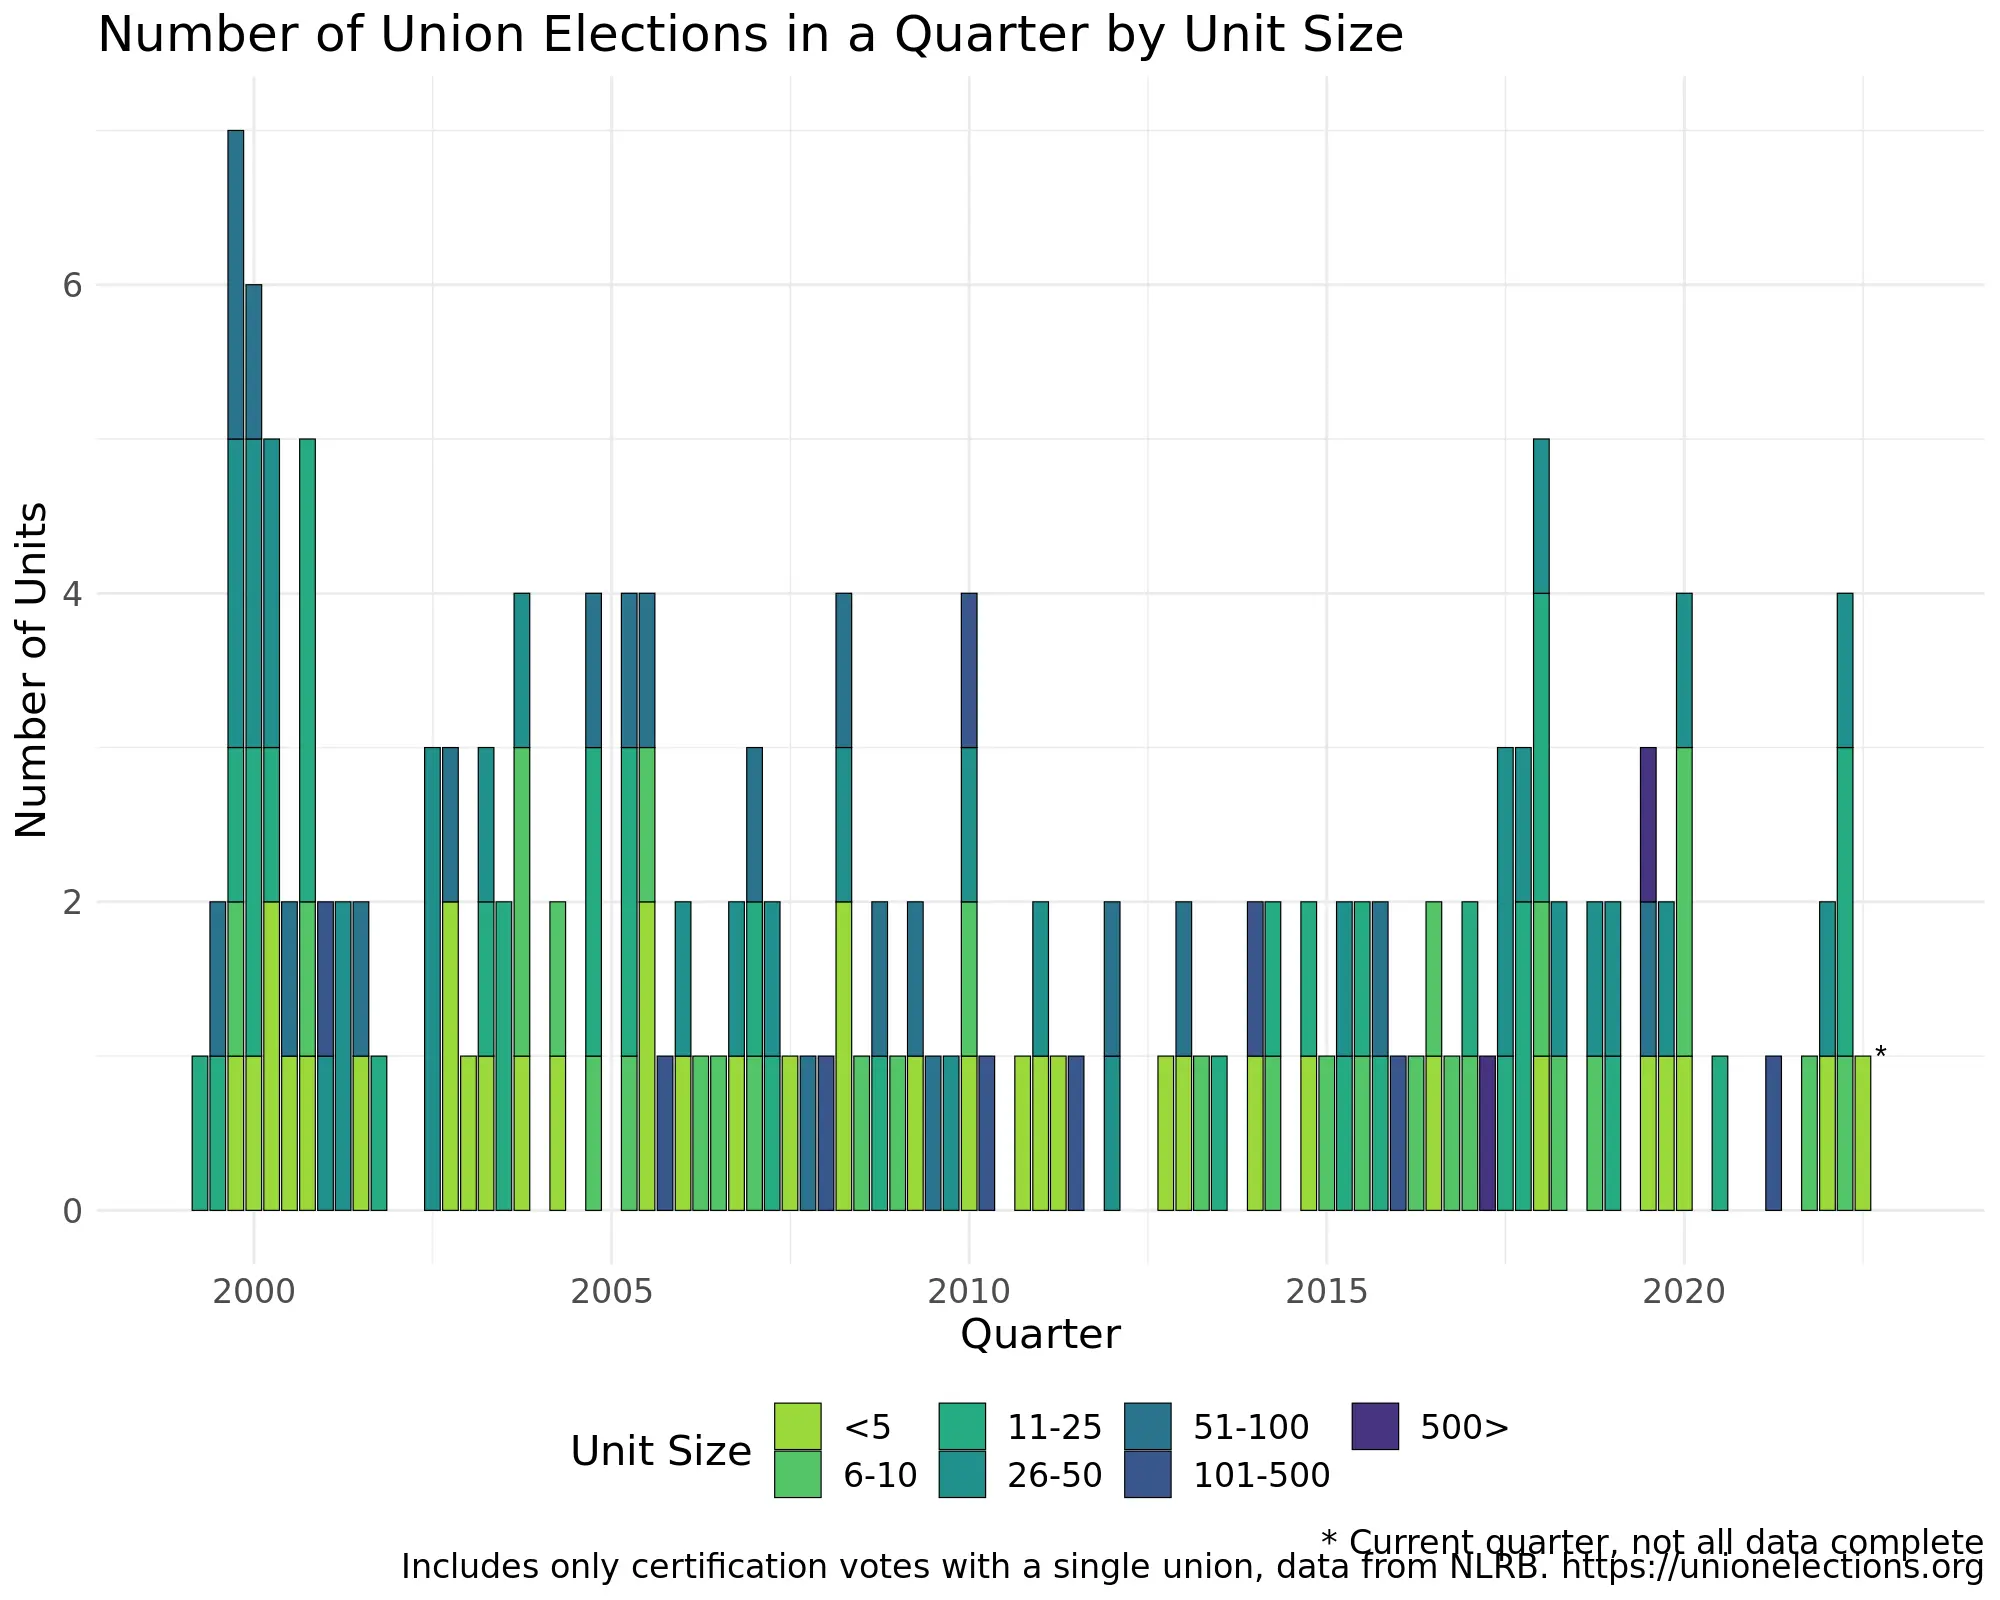 Number of Union Elections in a Quarter by Unit Size
Number of Units
6
4
2
0
*
2000 2005 2010 2015 2020
Quarter
Unit Size
<5 11-25 51-100 500>
6-10 26-50 101-500
* Current quarter, not all data complete
Includes only certification votes with a single union, data from NLRB. https://unionelections.org